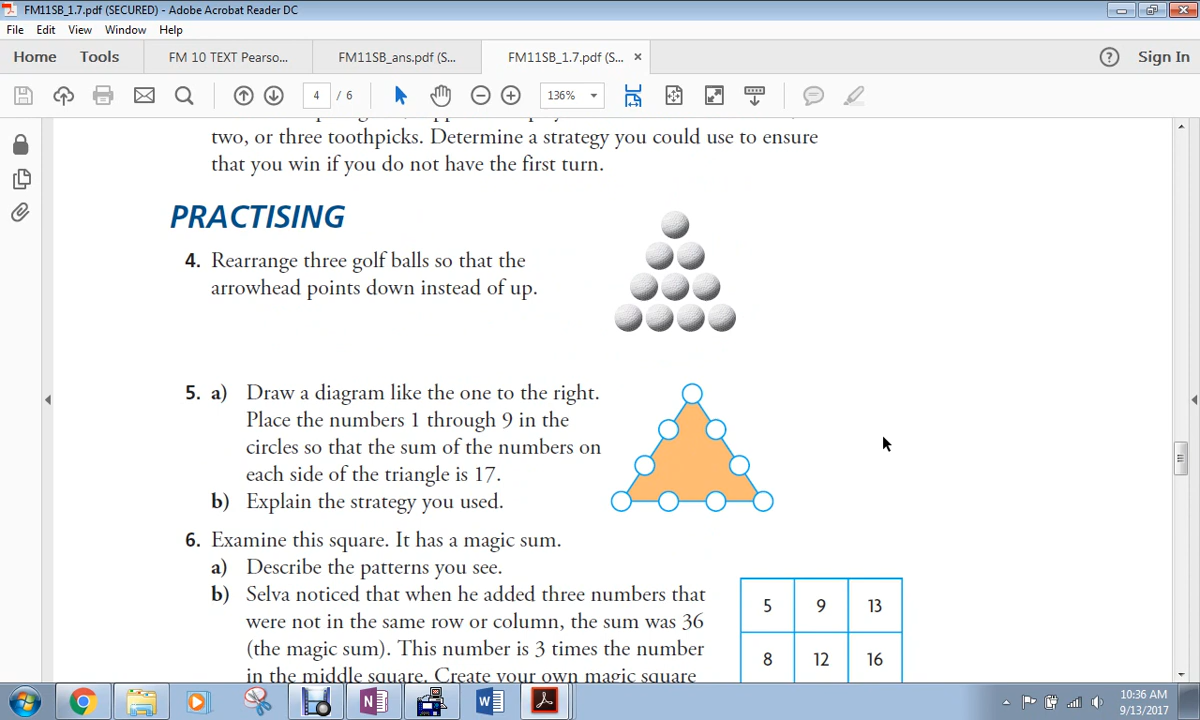 FM11SB_1.7.pdf (SECURED) - Adobe Acrobat Reader DC
File Edit View Window Help
Home Tools FM 10 TEXT Pearso... FM11SB_ans.pdf (S... FM11SB_1.7.pdf (S... × Sign In
4 / 6 136%
two, or three toothpicks. Determine a strategy you could use to ensure
that you win if you do not have the first turn.
PRACTISING
4. Rearrange three golf balls so that the
arrowhead points down instead of up.
5. a) Draw a diagram like the one to the right.
Place the numbers 1 through 9 in the
circles so that the sum of the numbers on
each side of the triangle is 17.
b) Explain the strategy you used.
6. Examine this square. It has a magic sum.
a) Describe the patterns you see.
b) Selva noticed that when he added three numbers that
were not in the same row or column, the sum was 36
(the magic sum). This number is 3 times the number
in the middle square. Create your own magic square
5 9 13
8 12 16
10:36 AM
9/13/2017